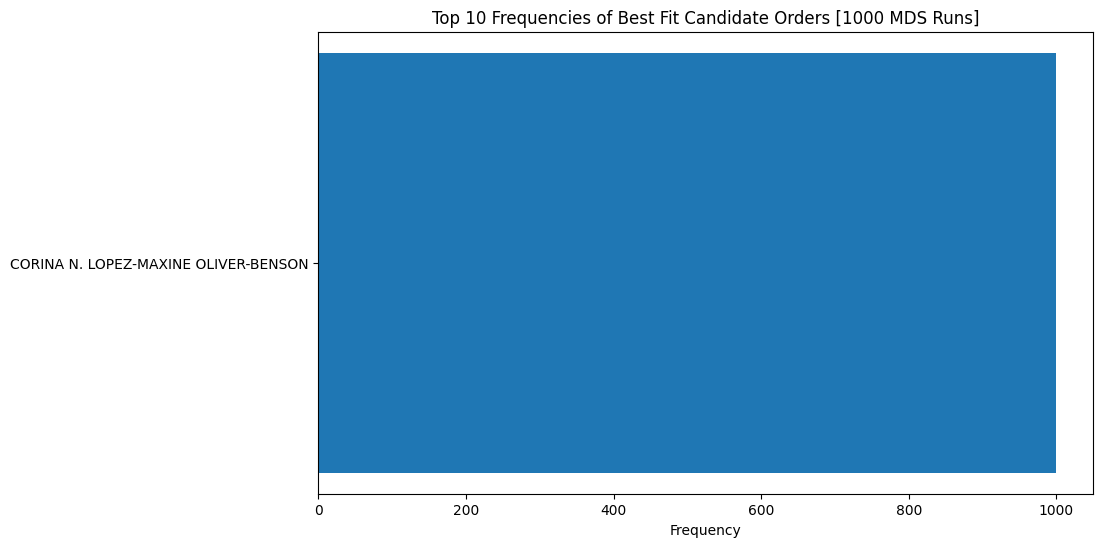 Top 10 Frequencies of Best Fit Candidate Orders [1000 MDS Runs]
CORINA N. LOPEZ-MAXINE OLIVER-BENSON
0 200 400 600 800 1000
Frequency